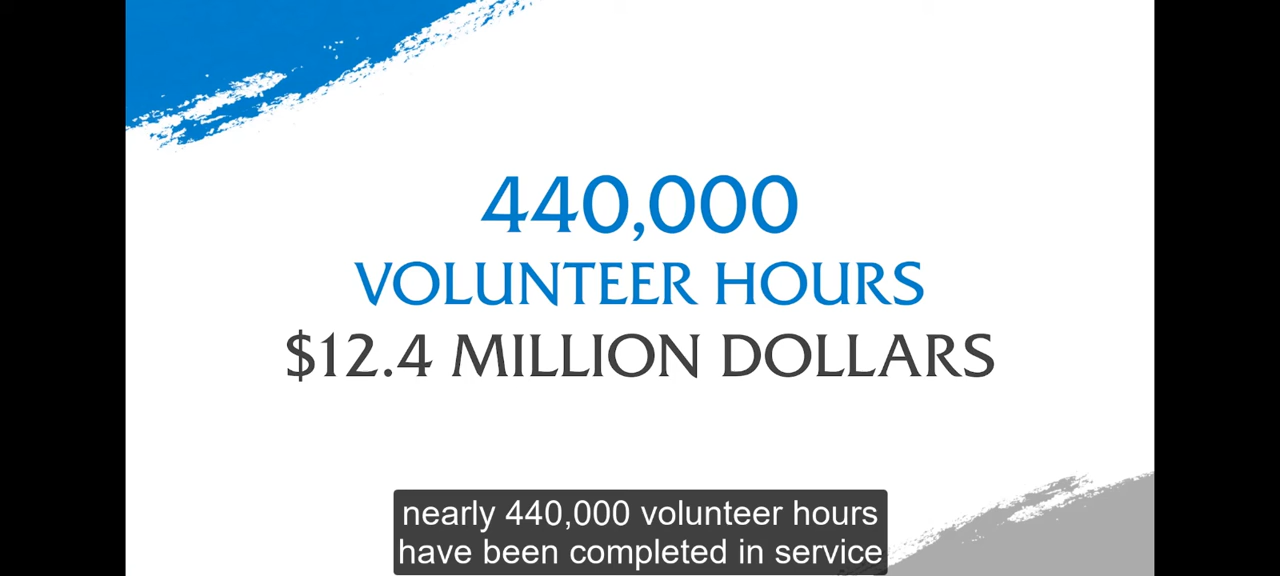 440,000
VOLUNTEER HOURS
$12.4 MILLION DOLLARS
nearly 440,000 volunteer hours
have been completed in service